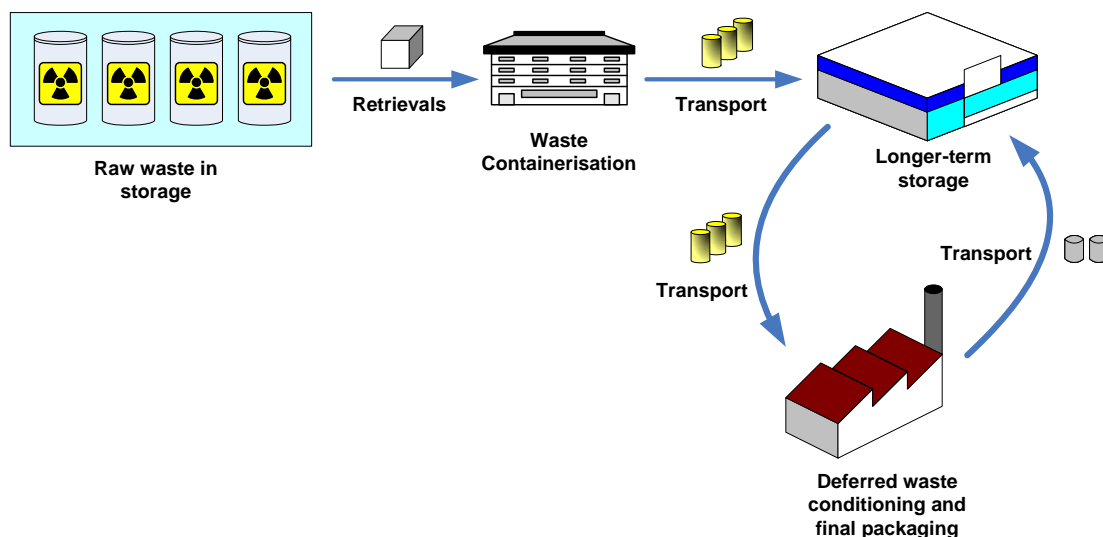 Retrievals
Transport
Raw waste in
storage
Waste
Containerisation
Longer-term
storage
Transport
Transport
Deferred waste
conditioning and
final packaging